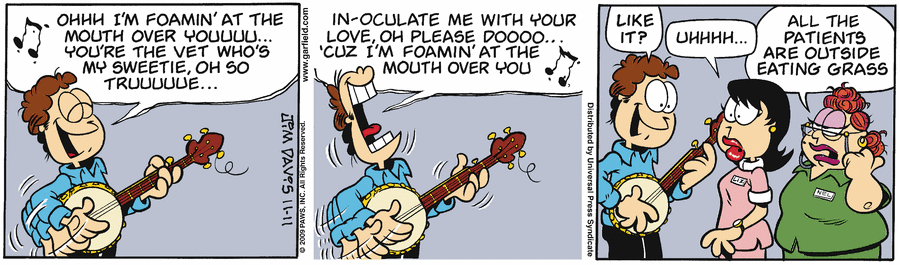 OHHH I'M FOAMIN' AT THE
MOUTH OVER YOUUUU...
YOU'RE THE VET WHO'S
MY SWEETIE, OH SO
TRUUUUUE...
JIM DAVIS 11-11
www.garfield.com
© 2009 PAWS, INC. All Rights Reserved.
IN-OCULATE ME WITH YOUR
LOVE, OH PLEASE DOOOO...
'CUZ I'M FOAMIN' AT THE
MOUTH OVER YOU
Distributed by Universal Press Syndicate
LIKE
IT?
UHHHH...
ALL THE
PATIENTS
ARE OUTSIDE
EATING GRASS
LIZ